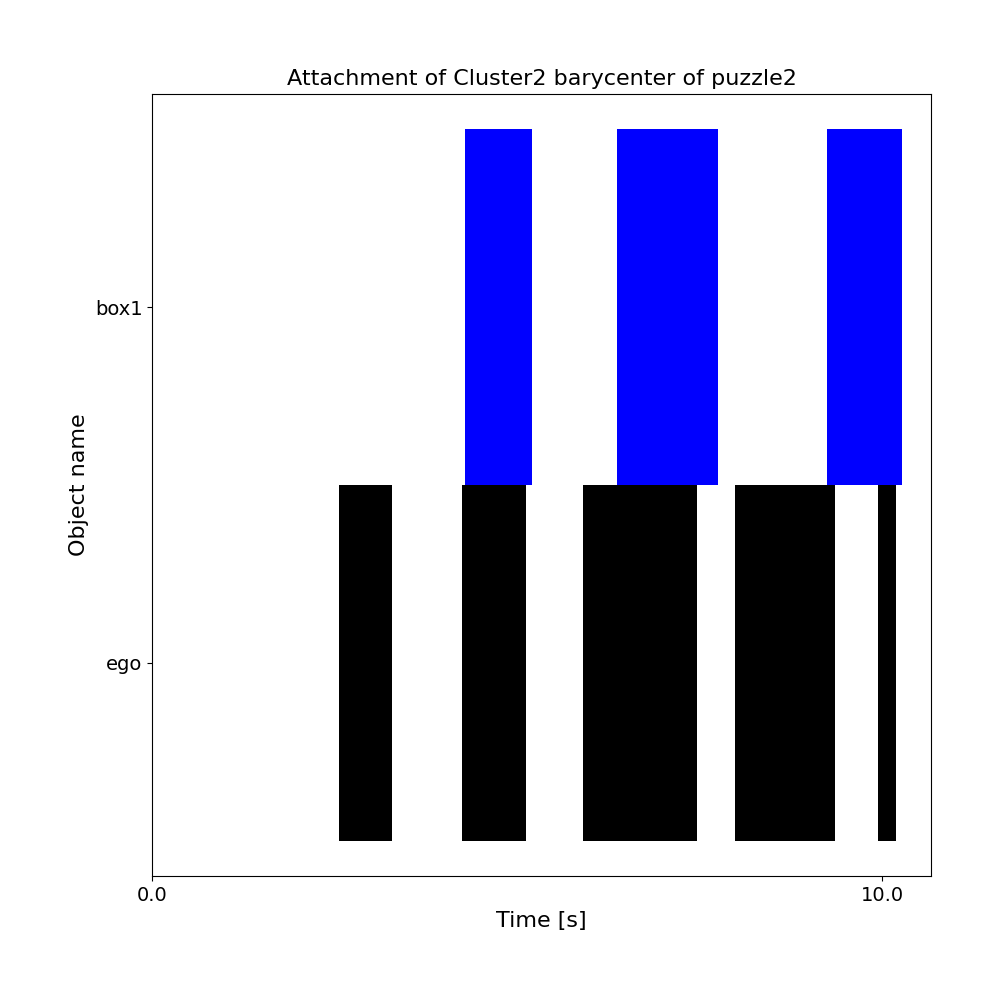 Attachment of Cluster2 barycenter of puzzle2
box1
Object name
ego
0.0
10.0
Time [s]